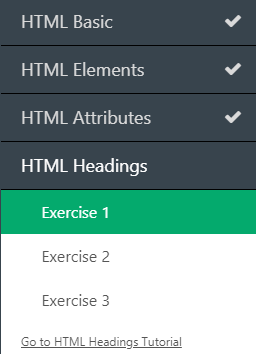 HTML Basic
HTML Elements
HTML Attributes
HTML Headings
Exercise 1
Exercise 2
Exercise 3
Go to HTML Headings Tutorial